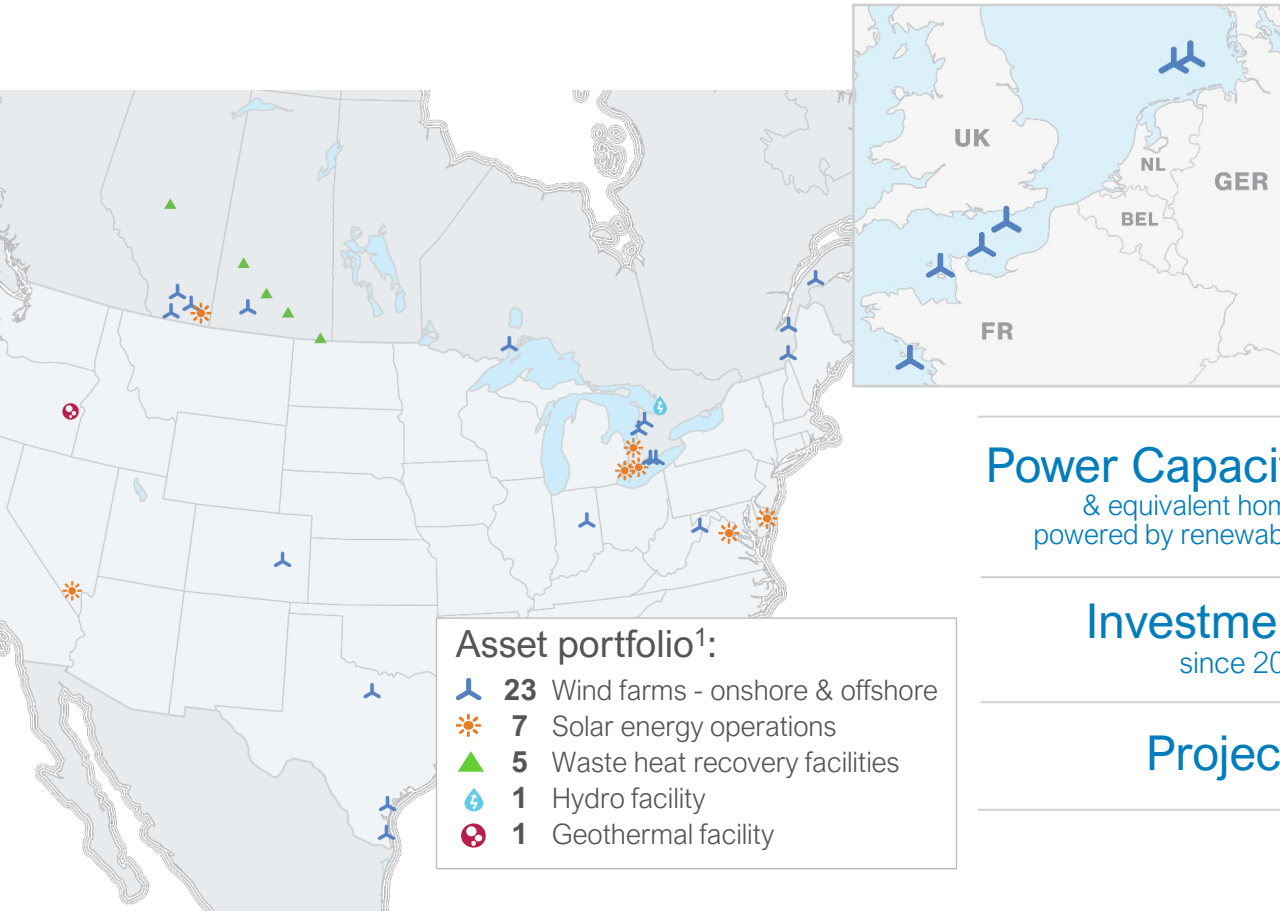 UK
NL
GER
BEL
FR
Asset portfolio¹:
23 Wind farms - onshore & offshore
7 Solar energy operations
5 Waste heat recovery facilities
1 Hydro facility
1 Geothermal facility
Power Capaci
& equivalent hom
powered by renewab
Investme
since 20
Projec